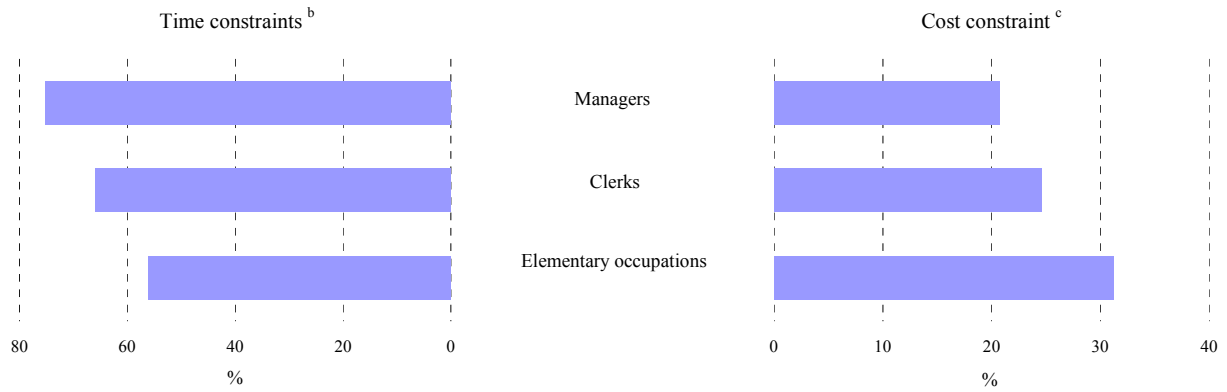 Time constraints b
Cost constraint c
Managers
Clerks
Elementary occupations
80 60 40 20 0
0 10 20 30 40
%
%